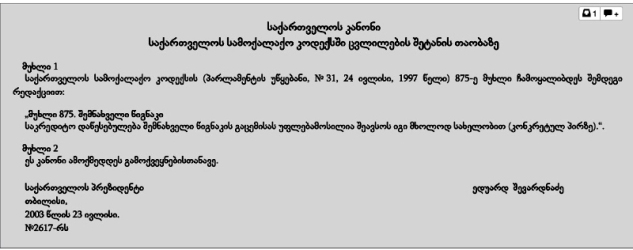 1 +
საქართველოს კანონი
საქართველოს სამოქალაქო კოდექსში ცვლილების შეტანის თაობაზე
მუხლი 1
საქართველოს სამოქალაქო კოდექსის (პარლამენტის უწყებანი, №31, 24 ივლისი, 1997 წელი) 875-ე მუხლი ჩამოყალიბდეს შემდეგი
რედაქციით:
„მუხლი 875. შემნახველი წიგნაკი
საკრედიტო დაწესებულება შემნახველი წიგნაკის გაცემისას უფლებამოსილია შეავსოს იგი მხოლოდ სახელობით (კონკრეტულ პირზე).“.
მუხლი 2
ეს კანონი ამოქმედდეს გამოქვეყნებისთანავე.
საქართველოს პრეზიდენტი ედუარდ შევარდნაძე
თბილისი,
2003 წლის 23 ივლისი.
№2617-რს